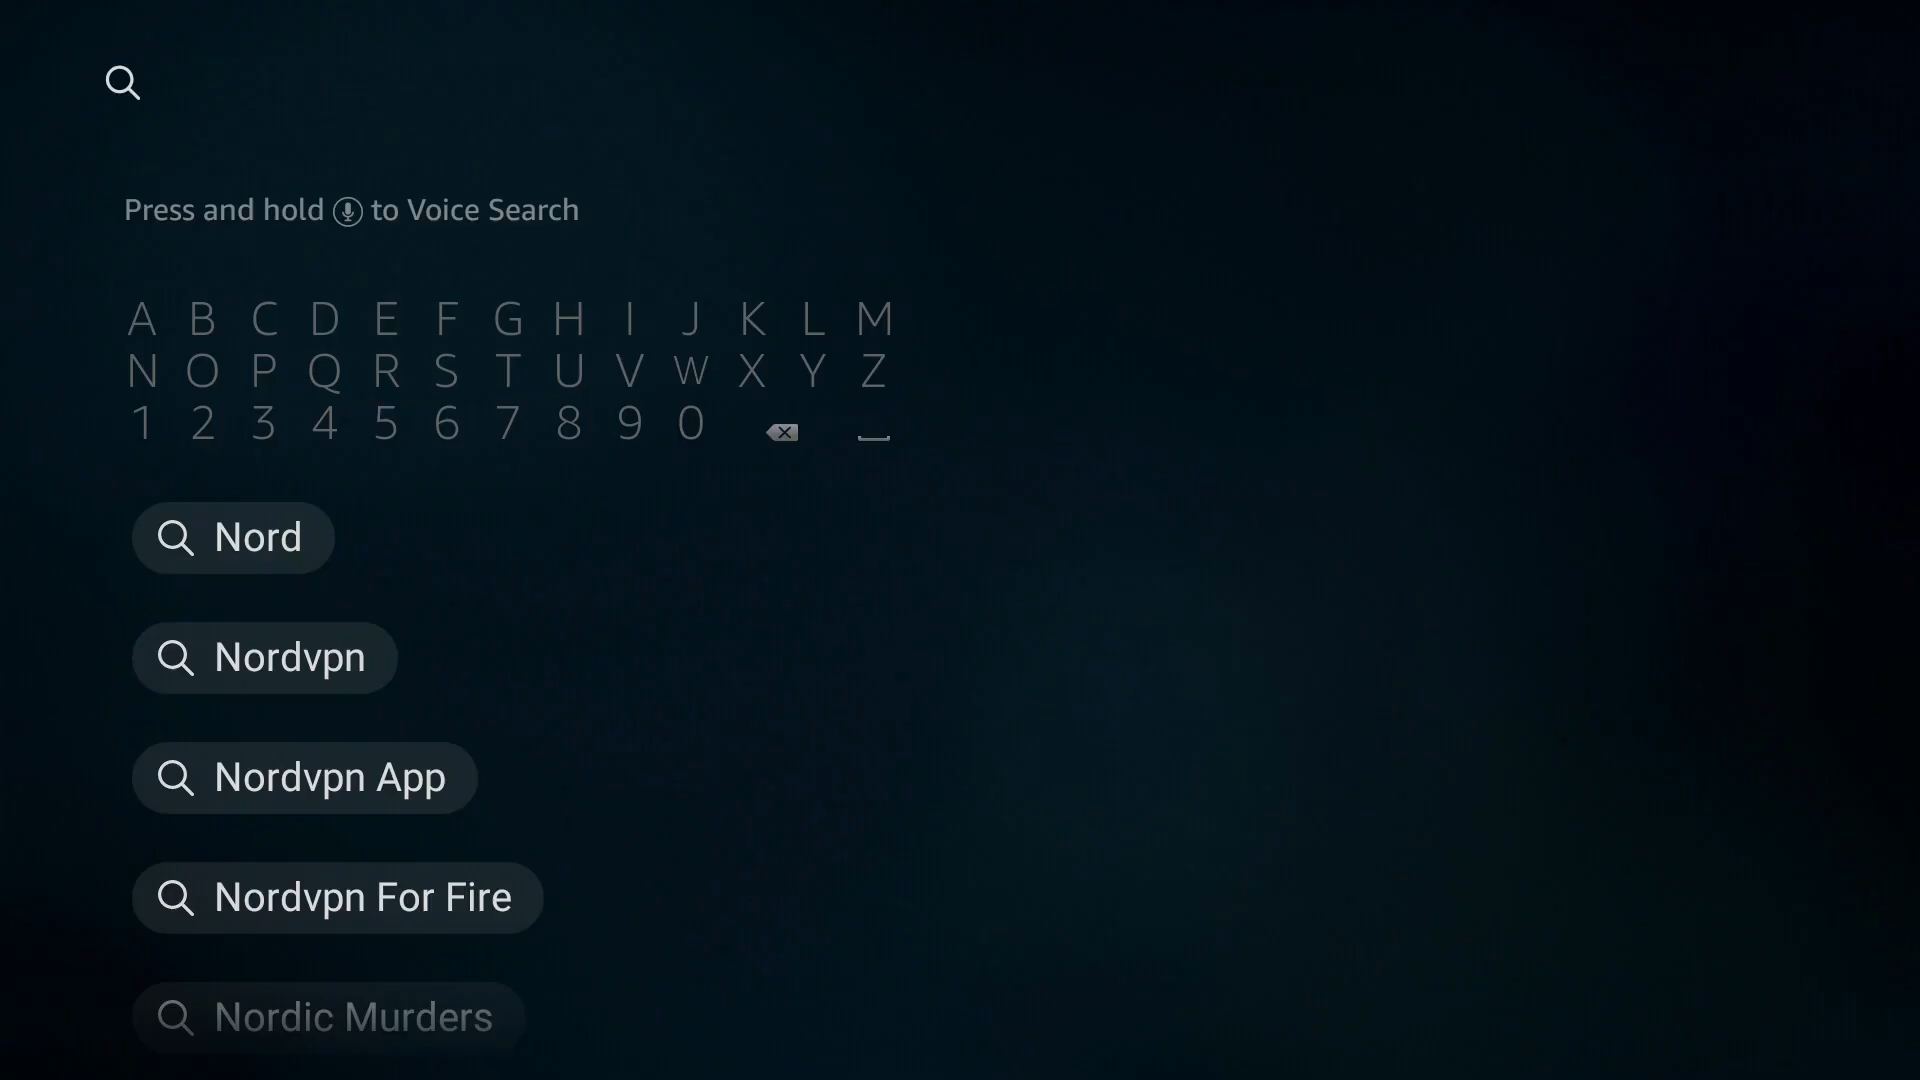 Press and hold to Voice Search
A B C D E F G H I J K L M
N O P Q R S T U V W X Y Z
1 2 3 4 5 6 7 8 9 0
Nord
Nordvpn
Nordvpn App
Nordvpn For Fire
Nordic Murders